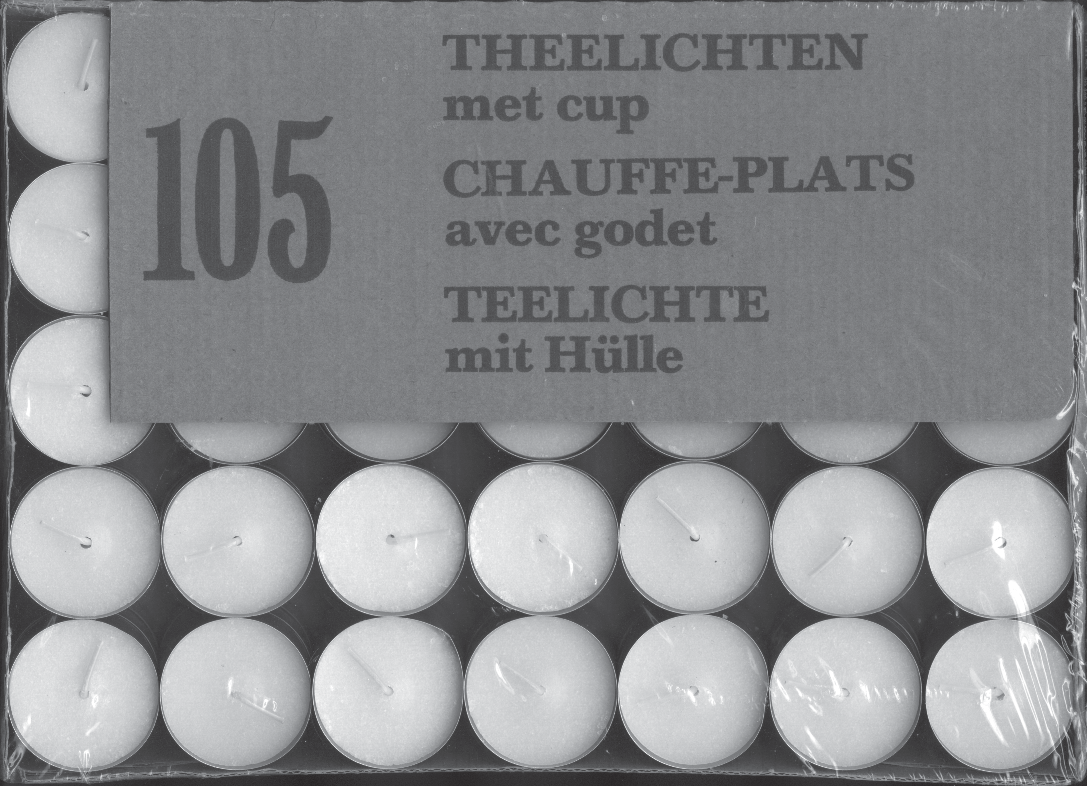 105
THEELICHTEN
met cup
CHAUFFE-PLATS
avec godet
TEELICHTE
mit Hülle